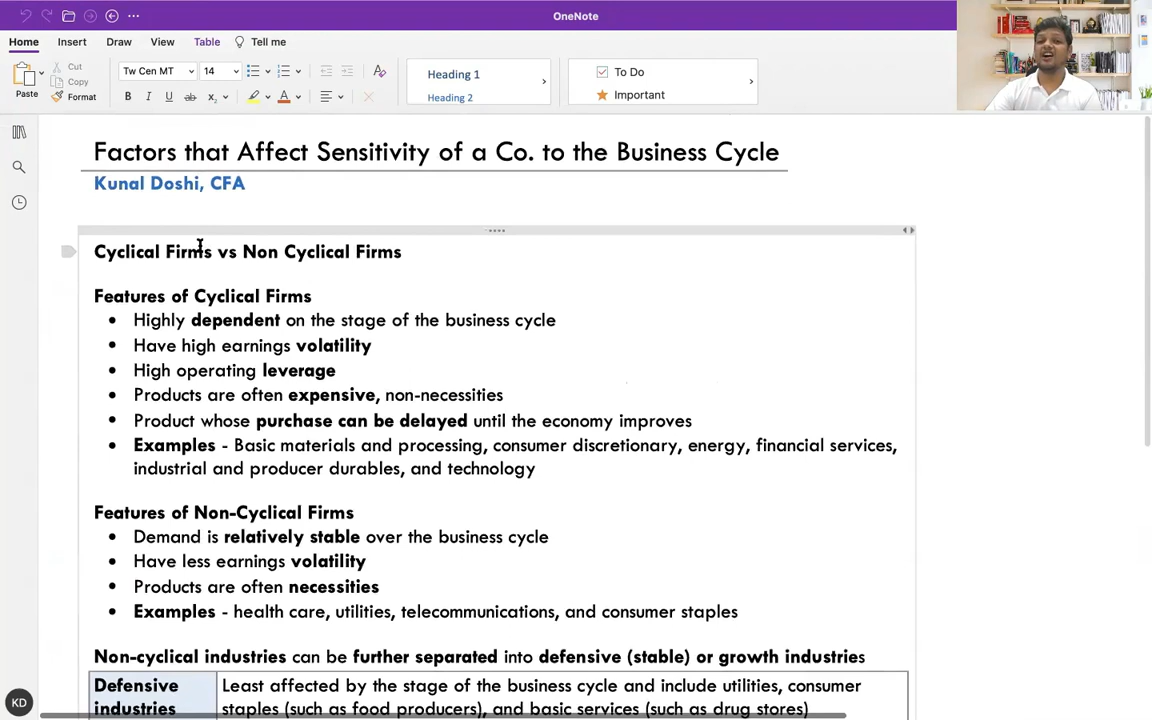 OneNote
Home Insert Draw View Table Tell me
Paste
Cut
Copy
Format
Tw Cen MT 14
B I U ab x₂ A
Heading 1
Heading 2
To Do
Important
Factors that Affect Sensitivity of a Co. to the Business Cycle
Kunal Doshi, CFA
Cyclical Firms vs Non Cyclical Firms
Features of Cyclical Firms
• Highly dependent on the stage of the business cycle
• Have high earnings volatility
• High operating leverage
• Products are often expensive, non-necessities
• Product whose purchase can be delayed until the economy improves
• Examples - Basic materials and processing, consumer discretionary, energy, financial services,
industrial and producer durables, and technology
Features of Non-Cyclical Firms
• Demand is relatively stable over the business cycle
• Have less earnings volatility
• Products are often necessities
• Examples - health care, utilities, telecommunications, and consumer staples
Non-cyclical industries can be further separated into defensive (stable) or growth industries
Defensive Least affected by the stage of the business cycle and include utilities, consumer
industries staples (such as food producers), and basic services (such as drug stores)
KD